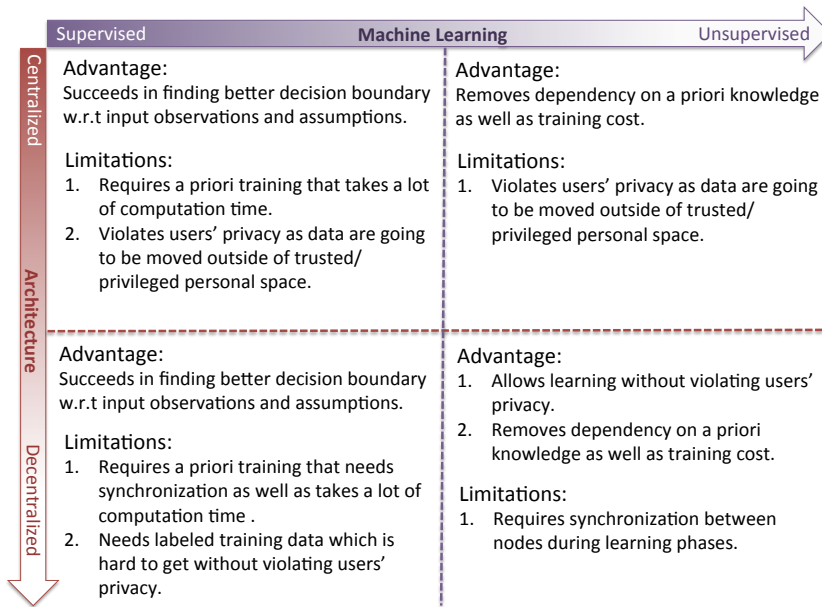 Supervised Machine Learning Unsupervised
Centralized
Architecture
Decentralized
Advantage:
Succeeds in finding better decision boundary
w.r.t input observations and assumptions.
Limitations:
1. Requires a priori training that takes a lot
of computation time.
2. Violates users' privacy as data are going
to be moved outside of trusted/
privileged personal space.
Advantage:
Removes dependency on a priori knowledge
as well as training cost.
Limitations:
1. Violates users' privacy as data are going
to be moved outside of trusted/
privileged personal space.
Advantage:
Succeeds in finding better decision boundary
w.r.t input observations and assumptions.
Limitations:
1. Requires a priori training that needs
synchronization as well as takes a lot of
computation time .
2. Needs labeled training data which is
hard to get without violating users'
privacy.
Advantage:
1. Allows learning without violating users'
privacy.
2. Removes dependency on a priori
knowledge as well as training cost.
Limitations:
1. Requires synchronization between
nodes during learning phases.